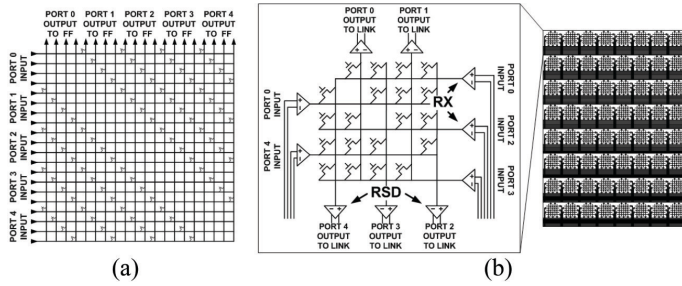 PORT 0 PORT 1 PORT 2 PORT 3 PORT 4
OUTPUT OUTPUT OUTPUT OUTPUT OUTPUT
TO FF TO FF TO FF TO FF TO FF
PORT 0
INPUT
PORT 1
INPUT
PORT 2
INPUT
PORT 3
INPUT
PORT 4
INPUT
(a)
PORT 0
OUTPUT
TO LINK
PORT 1
OUTPUT
TO LINK
PORT 0
INPUT
PORT 4
INPUT
RX
PORT 0
INPUT
PORT 2
INPUT
PORT 3
INPUT
RSD
PORT 4
OUTPUT
TO LINK
PORT 3
OUTPUT
TO LINK
PORT 2
OUTPUT
TO LINK
(b)